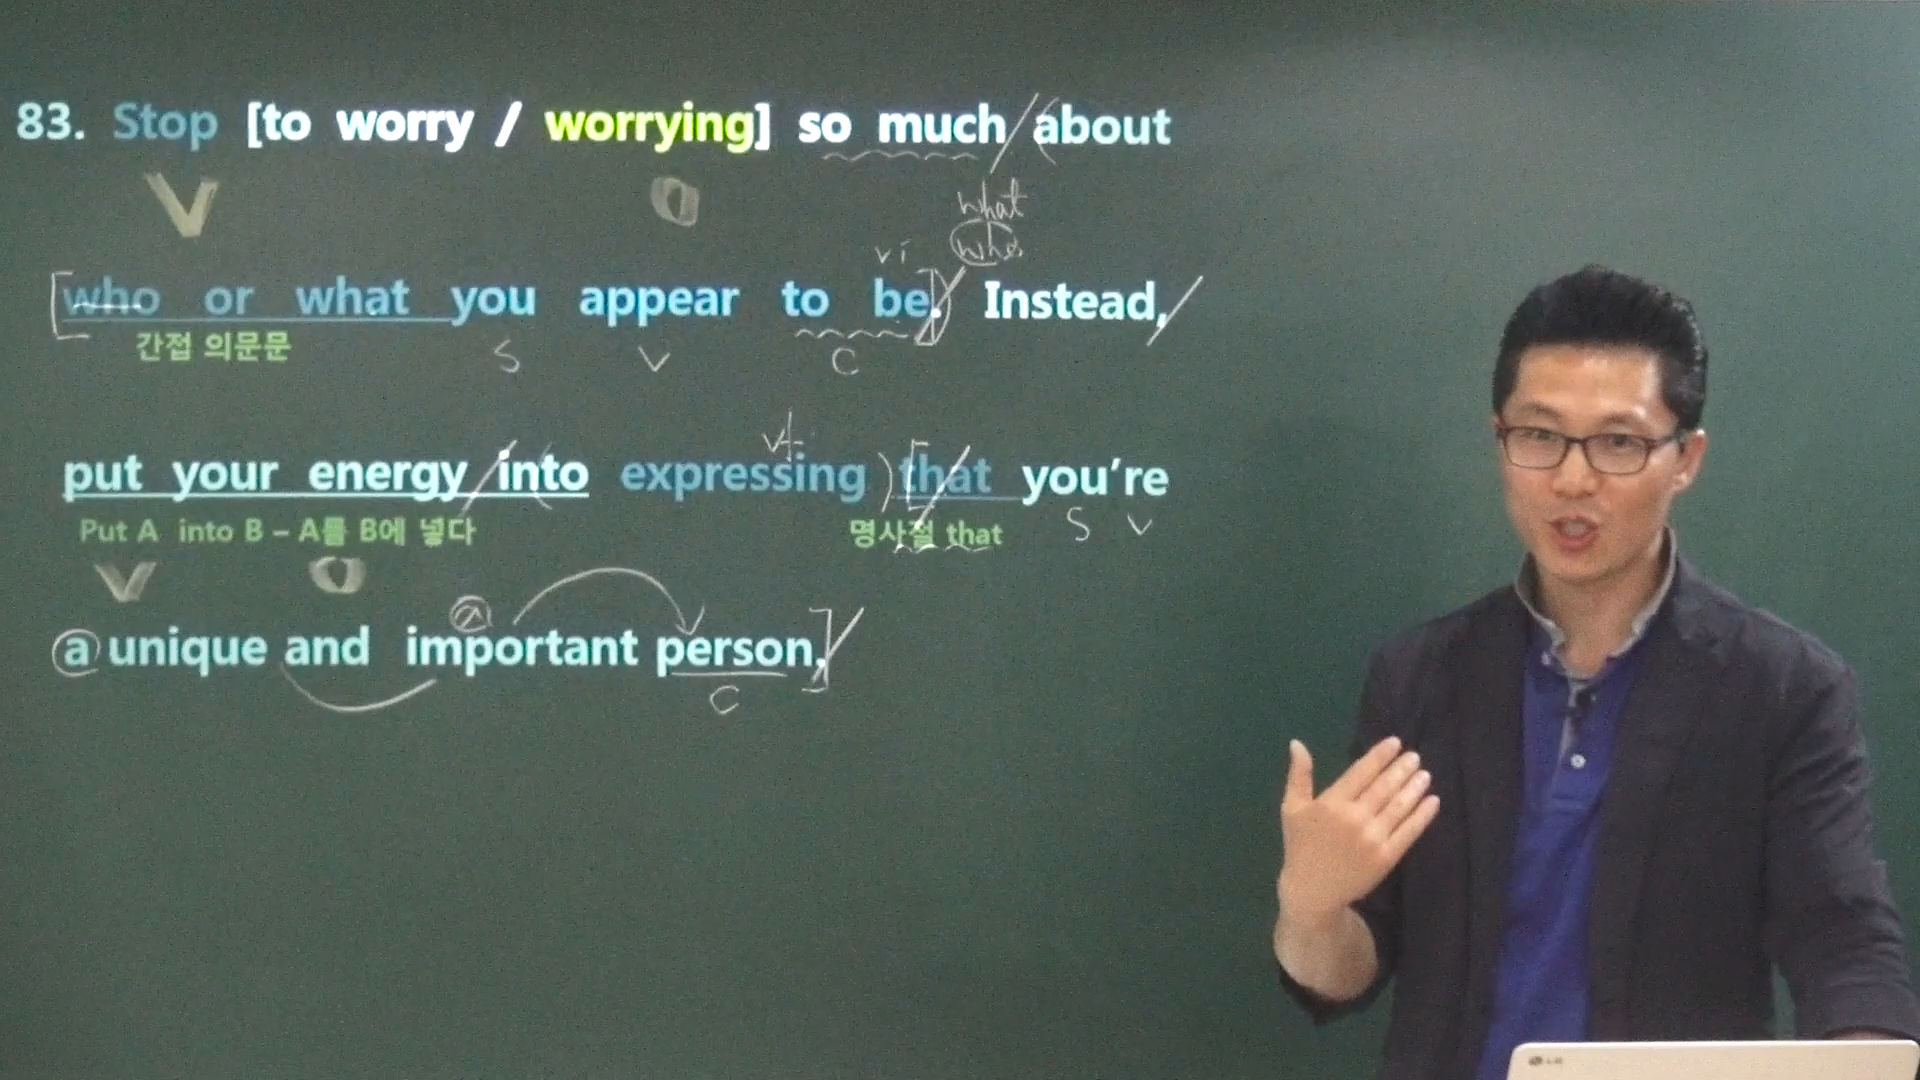 83. Stop [to worry / worrying] so much about
V O what
who
vi
who or what you appear to be. Instead,
간접 의문문 S V C
vt
put your energy into expressing that you're
Put A into B – A를 B에 넣다 명사절 that S V
V O
a
a unique and important person.
C
LG